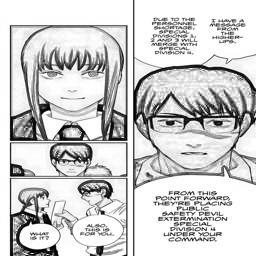 I HAVE A
MESSAGE
FROM
THE
HIGHER-
UPS.
DUE TO THE
PERSONNEL
SHORTAGE,
SPECIAL
DIVISIONS 1,
2 AND 3 WILL
MERGE WITH
SPECIAL
DIVISION 4.
FROM THIS
POINT FORWARD,
THEY'RE PLACING
PUBLIC
SAFETY DEVIL
EXTERMINATION
SPECIAL
DIVISION 4
UNDER YOUR
COMMAND.
ALSO,
THIS IS
FOR YOU.
WHAT
IS IT?